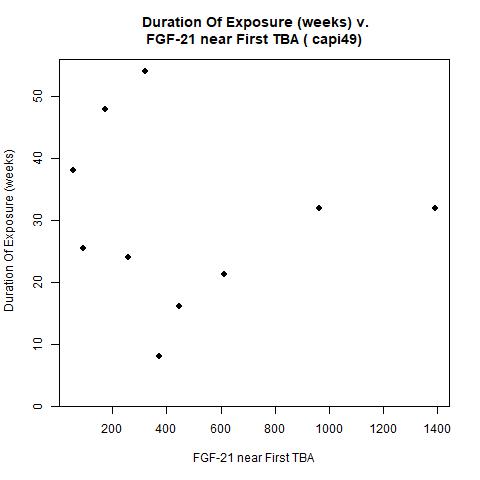 Duration Of Exposure (weeks) v.
FGF-21 near First TBA ( capi49)
Duration Of Exposure (weeks)
50
40
30
20
10
0
200 400 600 800 1000 1200 1400
FGF-21 near First TBA